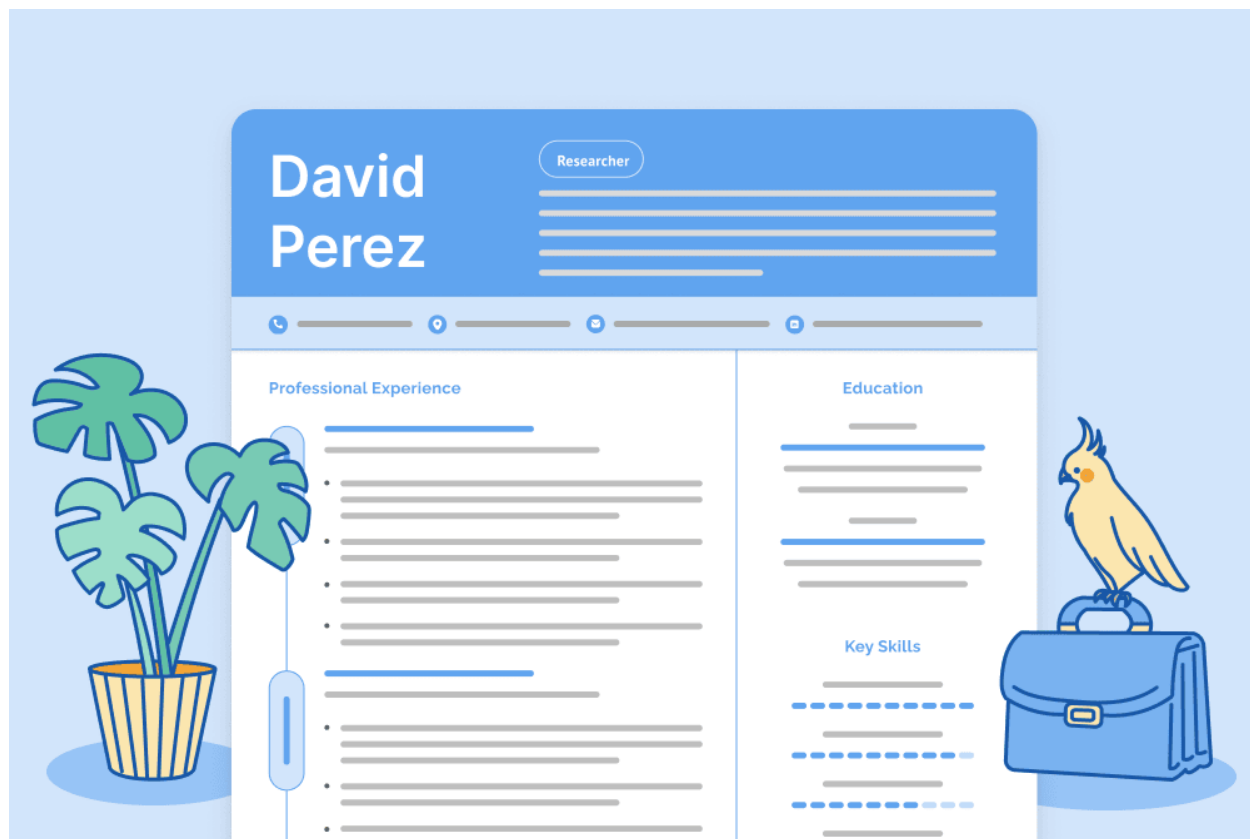 David
Perez
Researcher
Professional Experience
Education
Key Skills